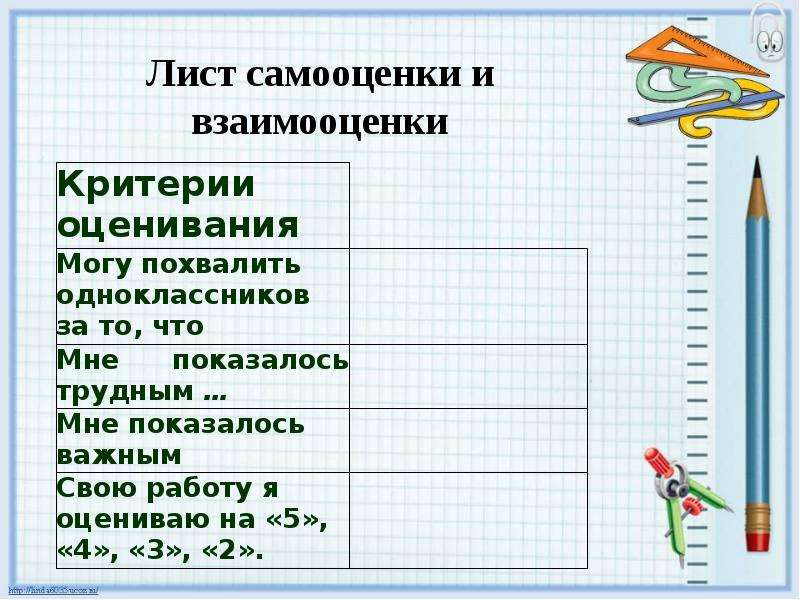 Лист самооценки и
взаимооценки
Критерии
оценивания
Могу похвалить
одноклассников
за то, что
Мне показалось
трудным …
Мне показалось
важным
Свою работу я
оцениваю на «5»,
«4», «3», «2».